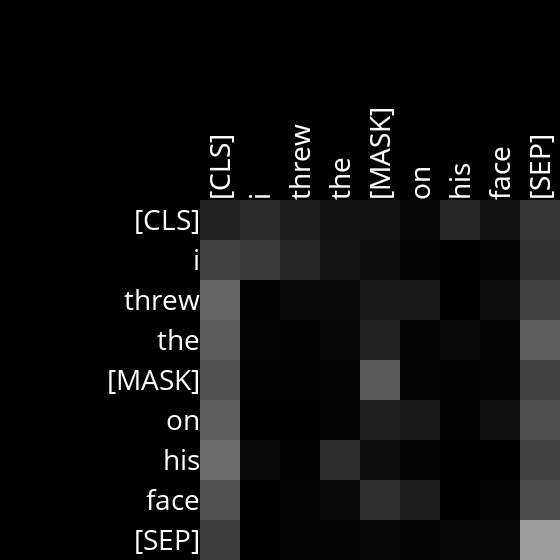 [CLS] i threw the [MASK] on his face [SEP]
[CLS]
i
threw
the
[MASK]
on
his
face
[SEP]